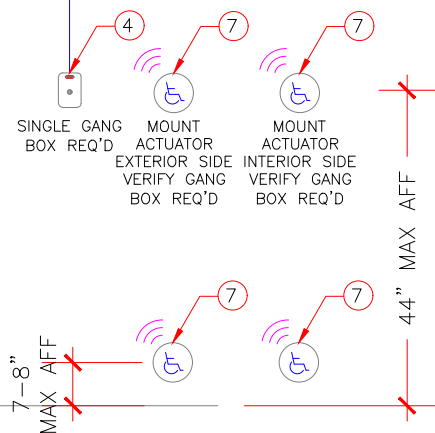 4
7
7
SINGLE GANG
BOX REQ'D
MOUNT
ACTUATOR
EXTERIOR SIDE
VERIFY GANG
BOX REQ'D
MOUNT
ACTUATOR
INTERIOR SIDE
VERIFY GANG
BOX REQ'D
44" MAX AFF
7
7
7-8"
MAX AFF